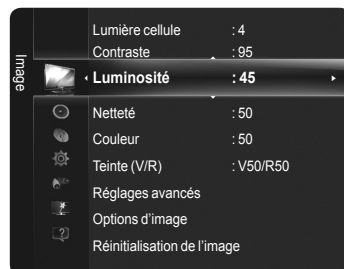 Image
Lumière cellule : 4
Contraste : 95
Luminosité : 45
Netteté : 50
Couleur : 50
Teinte (V/R) : V50/R50
Réglages avancés
Options d'image
Réinitialisation de l'image